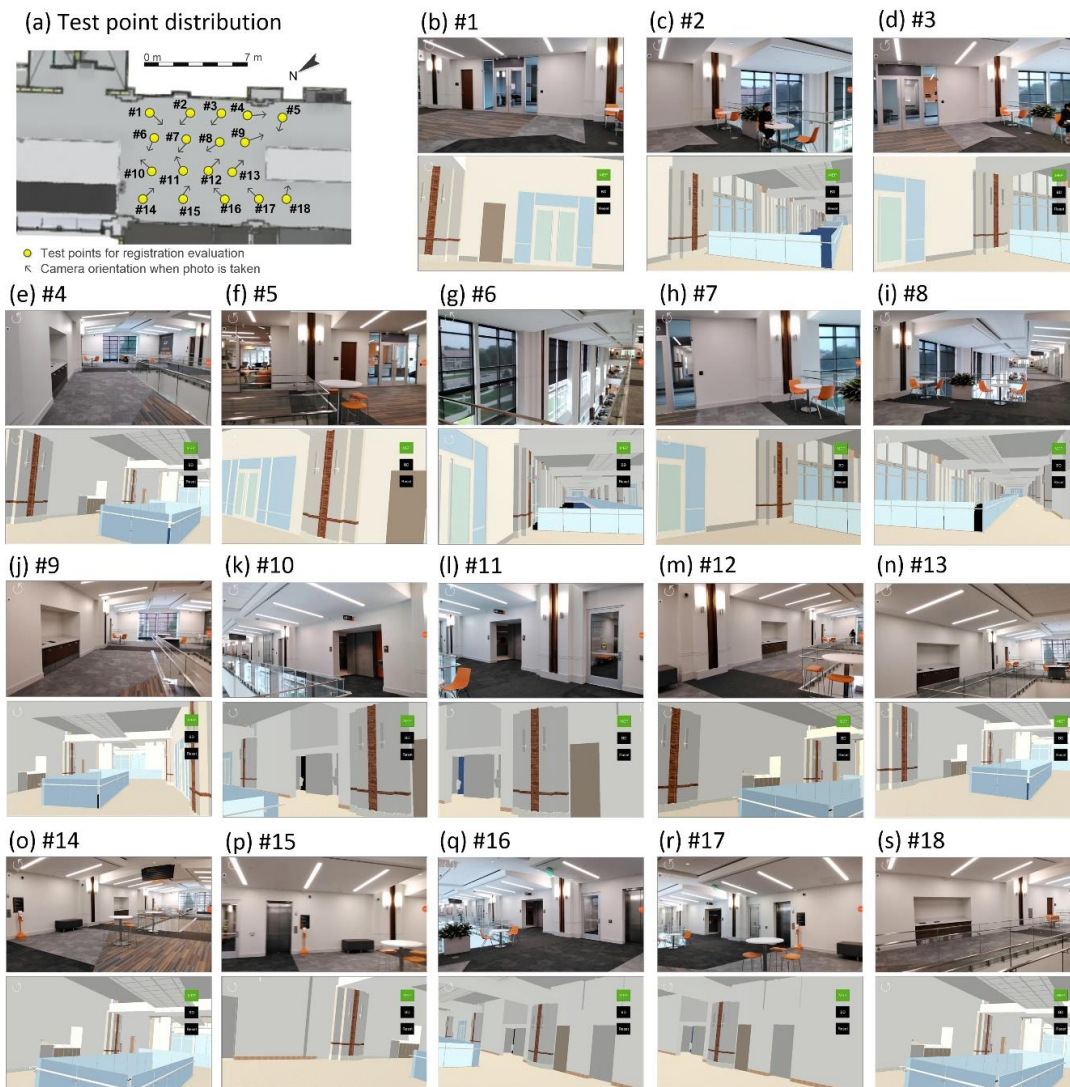 (a) Test point distribution
0 m 7 m
N
#1 #2 #3 #4 #5
#6 #7 #8 #9
#10 #11 #12 #13
#14 #15 #16 #17 #18
Test points for registration evaluation
Camera orientation when photo is taken
(b) #1 (c) #2 (d) #3
(e) #4 (f) #5 (g) #6 (h) #7 (i) #8
(j) #9 (k) #10 (l) #11 (m) #12 (n) #13
(o) #14 (p) #15 (q) #16 (r) #17 (s) #18